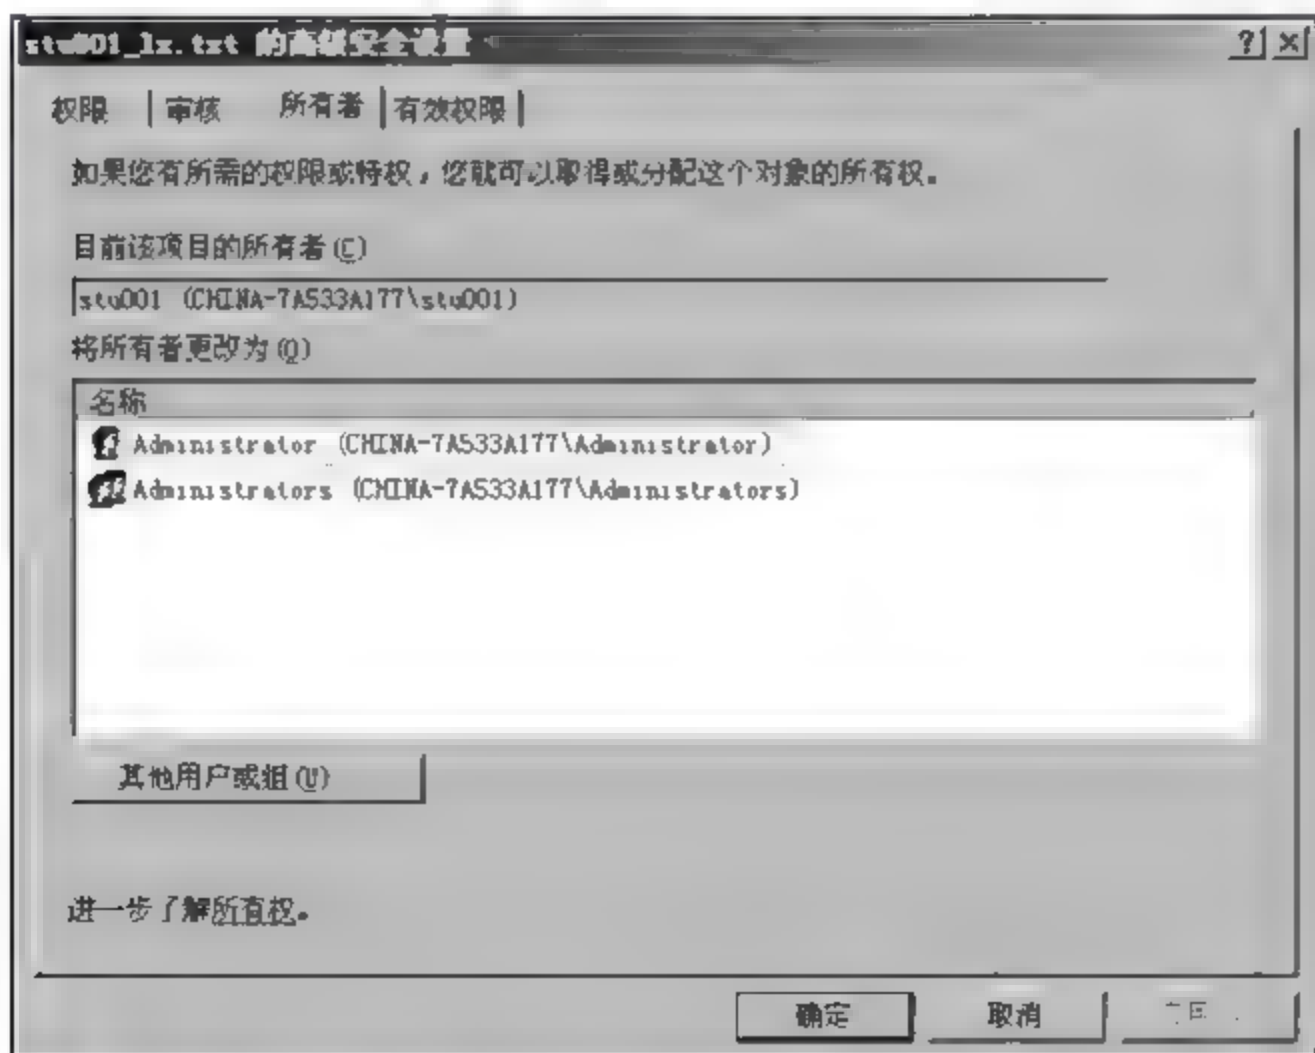 stu001_lx.txt 的高级安全设置
权限 审核 所有者 有效权限
如果您有所需的权限或特权，您就可以取得或分配这个对象的所有权。
目前该项目的所有者(C)
stu001 (CHINA-7A533A177\stu001)
将所有者更改为(O)
名称
Administrator (CHINA-7A533A177\Administrator)
Administrators (CHINA-7A533A177\Administrators)
其他用户或组(U)
进一步了解所有权。
确定 取消